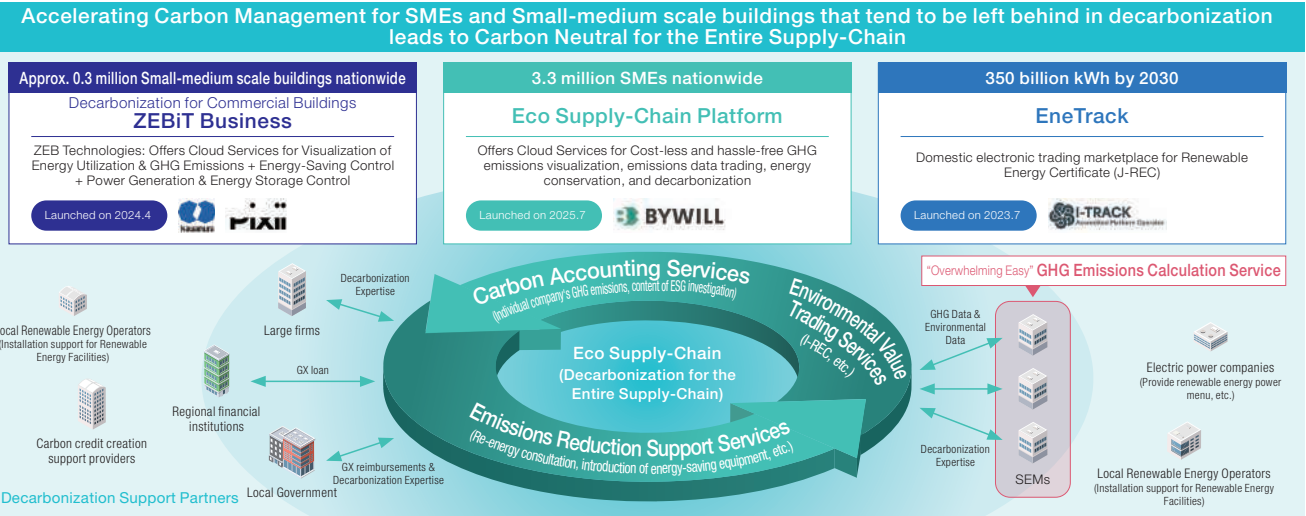 Accelerating Carbon Management for SMEs and Small-medium scale buildings that tend to be left behind in decarbonization
leads to Carbon Neutral for the Entire Supply-Chain
Approx. 0.3 million Small-medium scale buildings nationwide
Decarbonization for Commercial Buildings
ZEBiT Business
ZEB Technologies: Offers Cloud Services for Visualization of
Energy Utilization & GHG Emissions + Energy-Saving Control
+ Power Generation & Energy Storage Control
Launched on 2024.4
Kawamura
PiXii
3.3 million SMEs nationwide
Eco Supply-Chain Platform
Offers Cloud Services for Cost-less and hassle-free GHG
emissions visualization, emissions data trading, energy
conservation, and decarbonization
Launched on 2025.7
BYWILL
350 billion kWh by 2030
EneTrack
Domestic electronic trading marketplace for Renewable
Energy Certificate (J-REC)
Launched on 2023.7
I-TRACK
Accredited Platform Operator
Local Renewable Energy Operators
(Installation support for Renewable
Energy Facilities)
Carbon credit creation
support providers
Decarbonization Support Partners
Large firms
Decarbonization
Expertise
Regional financial
institutions
GX loan
Local Government
GX reimbursements &
Decarbonization Expertise
Carbon Accounting Services
(Individual company's GHG emissions, content of ESG investigation)
Environmental Value
Trading Services
(I-REC, etc.)
Eco Supply-Chain
(Decarbonization for the
Entire Supply-Chain)
Emissions Reduction Support Services
(Re-energy consultation, introduction of energy-saving equipment, etc.)
"Overwhelming Easy" GHG Emissions Calculation Service
GHG Data &
Environmental
Data
Decarbonization
Expertise
SEMs
Electric power companies
(Provide renewable energy power
menu, etc.)
Local Renewable Energy Operators
(Installation support for Renewable Energy
Facilities)